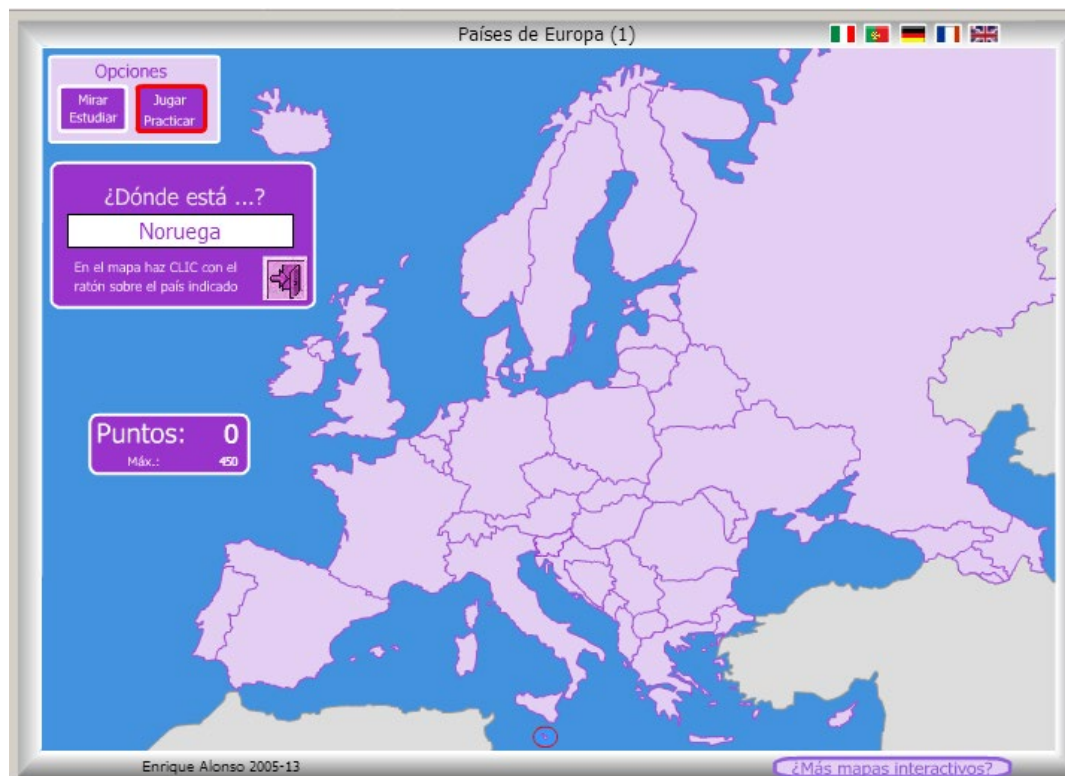 Países de Europa (1)
Opciones
Mirar
Estudiar
Jugar
Practicar
¿Dónde está ...?
Noruega
En el mapa haz CLIC con el
ratón sobre el país indicado
Puntos: 0
Máx.: 450
Enrique Alonso 2005-13
¿Más mapas interactivos?